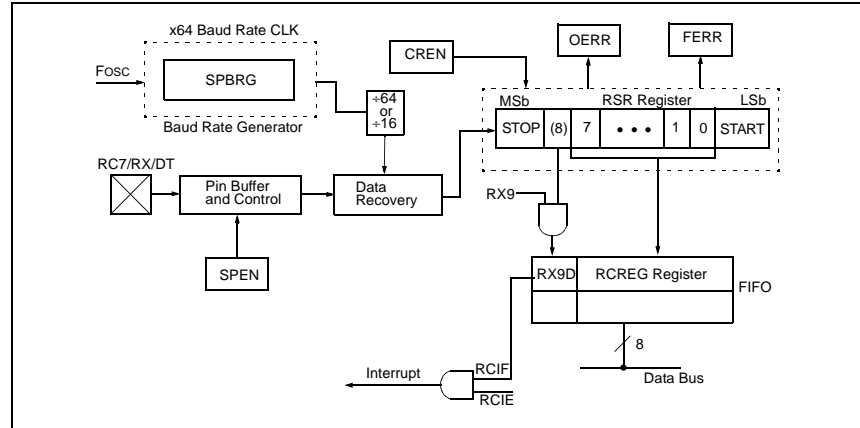 x64 Baud Rate CLK
FOSC
SPBRG
Baud Rate Generator
÷64
or
÷16
CREN
OERR
FERR
MSb
RSR Register
LSb
STOP
(8)
7
• • •
1
0
START
RC7/RX/DT
Pin Buffer
and Control
Data
Recovery
RX9
SPEN
RX9D
RCREG Register
FIFO
8
Data Bus
Interrupt
RCIF
RCIE